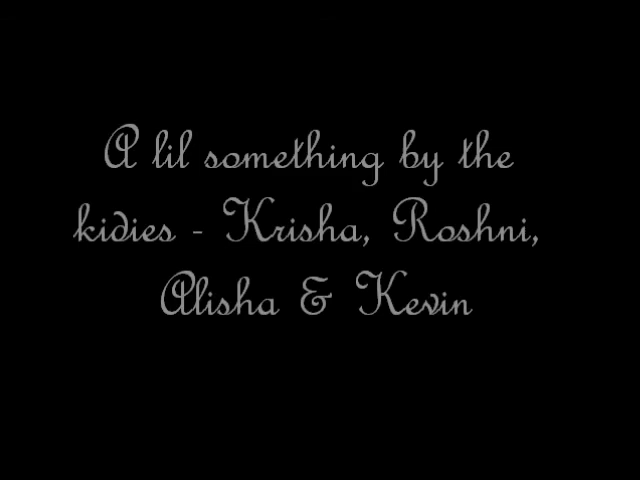 A lil something by the
kidies - Krisha, Roshni,
Alisha & Kevin